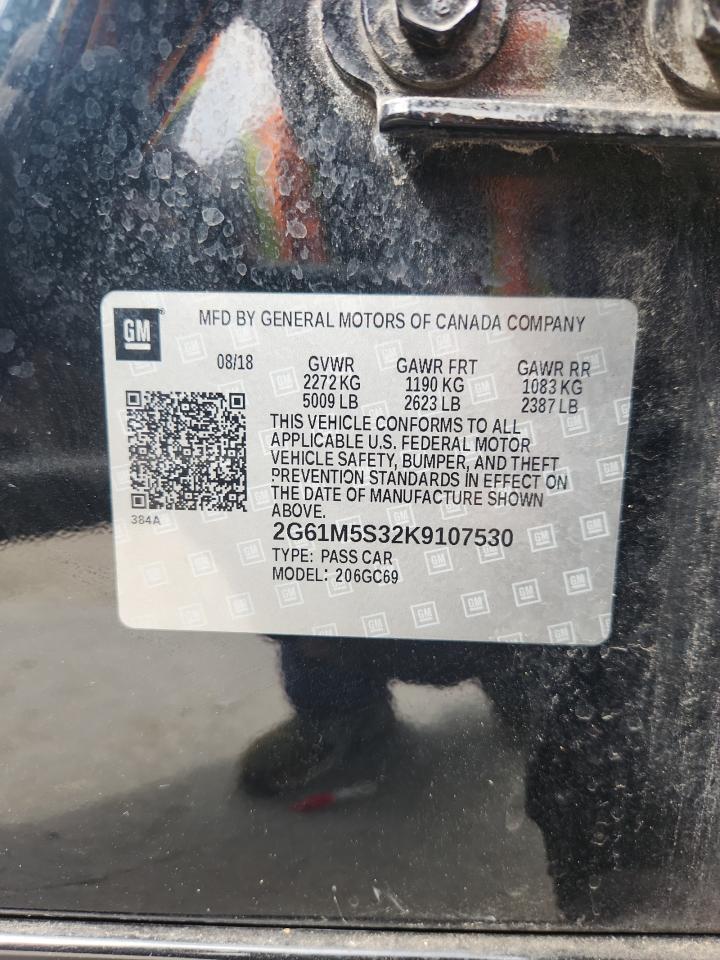 GM
MFD BY GENERAL MOTORS OF CANADA COMPANY
08/18 GVWR GAWR FRT GAWR RR
2272 KG 1190 KG 1083 KG
5009 LB 2623 LB 2387 LB
THIS VEHICLE CONFORMS TO ALL
APPLICABLE U.S. FEDERAL MOTOR
VEHICLE SAFETY, BUMPER, AND THEFT
PREVENTION STANDARDS IN EFFECT ON
THE DATE OF MANUFACTURE SHOWN
ABOVE.
384A
2G61M5S32K9107530
TYPE: PASS CAR
MODEL: 206GC69